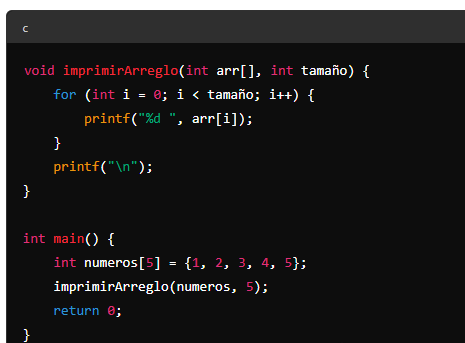 c
void imprimirArreglo(int arr[], int tamaño) {
    for (int i = 0; i < tamaño; i++) {
        printf("%d ", arr[i]);
    }
    printf("\n");
}

int main() {
    int numeros[5] = {1, 2, 3, 4, 5};
    imprimirArreglo(numeros, 5);
    return 0;
}